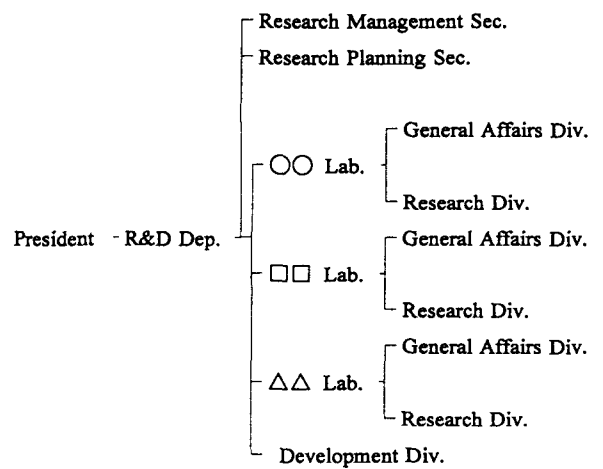 Research Management Sec.
Research Planning Sec.
General Affairs Div.
○○ Lab.
Research Div.
President - R&D Dep.
General Affairs Div.
□□ Lab.
Research Div.
General Affairs Div.
△△ Lab.
Research Div.
Development Div.